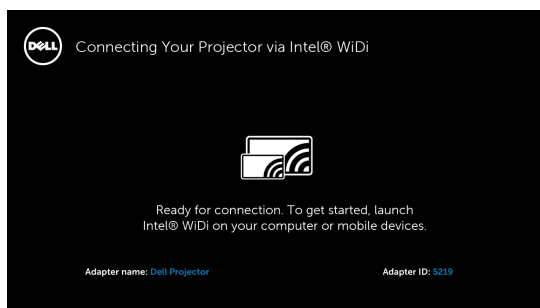 DELL
Connecting Your Projector via Intel® WiDi
Ready for connection. To get started, launch
Intel® WiDi on your computer or mobile devices.
Adapter name: Dell Projector Adapter ID: 5219